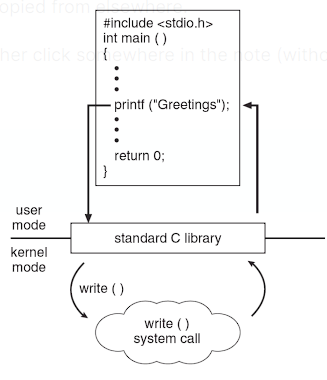 opied from elsewhere.
her click somewhere in the note (witho
#include <stdio.h>
int main ( )
{
printf ("Greetings");
return 0;
}
user
mode
standard C library
kernel
mode
write ( )
write ( )
system call